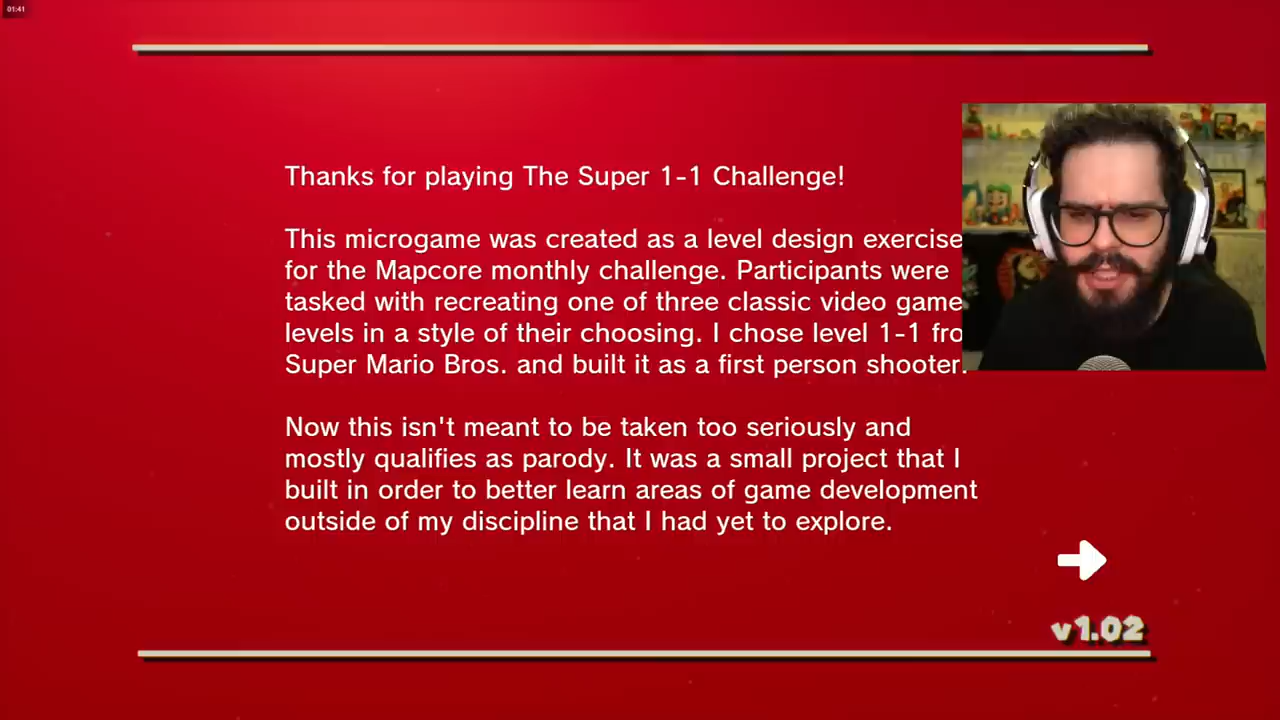 01:41
Thanks for playing The Super 1-1 Challenge!
This microgame was created as a level design exercise
for the Mapcore monthly challenge. Participants were
tasked with recreating one of three classic video game
levels in a style of their choosing. I chose level 1-1 fro
Super Mario Bros. and built it as a first person shooter.
Now this isn't meant to be taken too seriously and
mostly qualifies as parody. It was a small project that I
built in order to better learn areas of game development
outside of my discipline that I had yet to explore.
v1.02